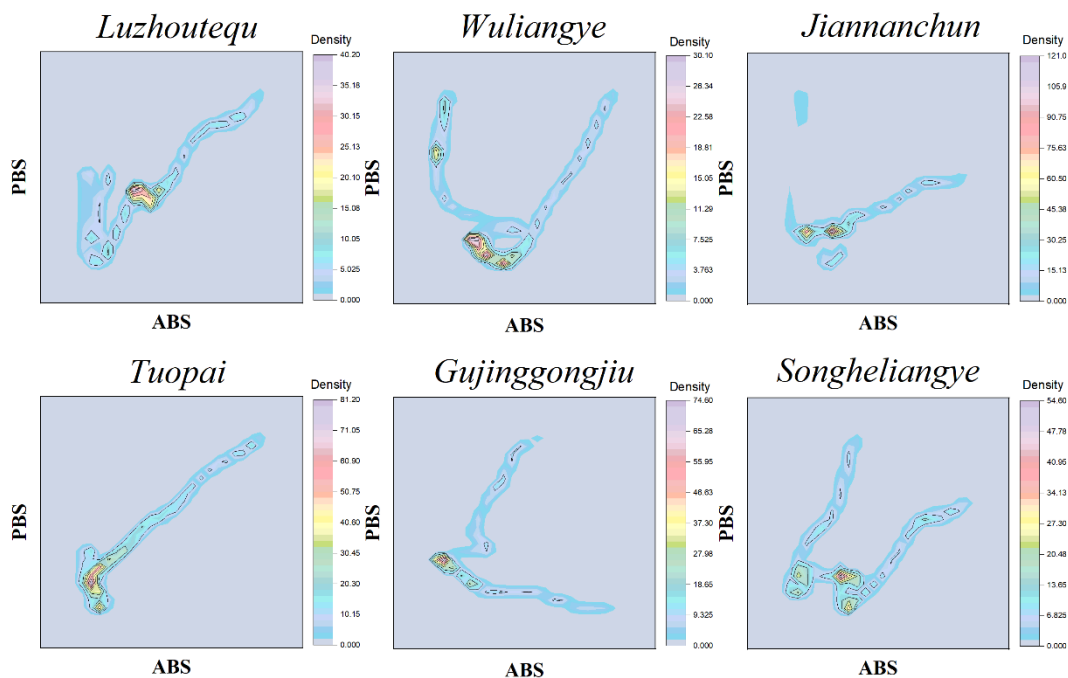 Luzhoutequ
Density
40.20
35.18
30.15
25.13
20.10
15.08
10.05
5.025
0.000
PBS
ABS
Wuliangye
Density
30.10
26.34
22.58
18.81
15.05
11.29
7.525
3.763
0.000
PBS
ABS
Jiannanchun
Density
121.0
105.9
90.75
75.63
60.50
45.38
30.25
15.13
0.000
PBS
ABS
Tuopai
Density
81.20
71.05
60.90
50.75
40.60
30.45
20.30
10.15
0.000
PBS
ABS
Gujinggongjiu
Density
74.60
65.28
55.95
46.63
37.30
27.98
18.65
9.325
0.000
PBS
ABS
Songheliangye
Density
54.60
47.78
40.95
34.13
27.30
20.48
13.65
6.825
0.000
PBS
ABS